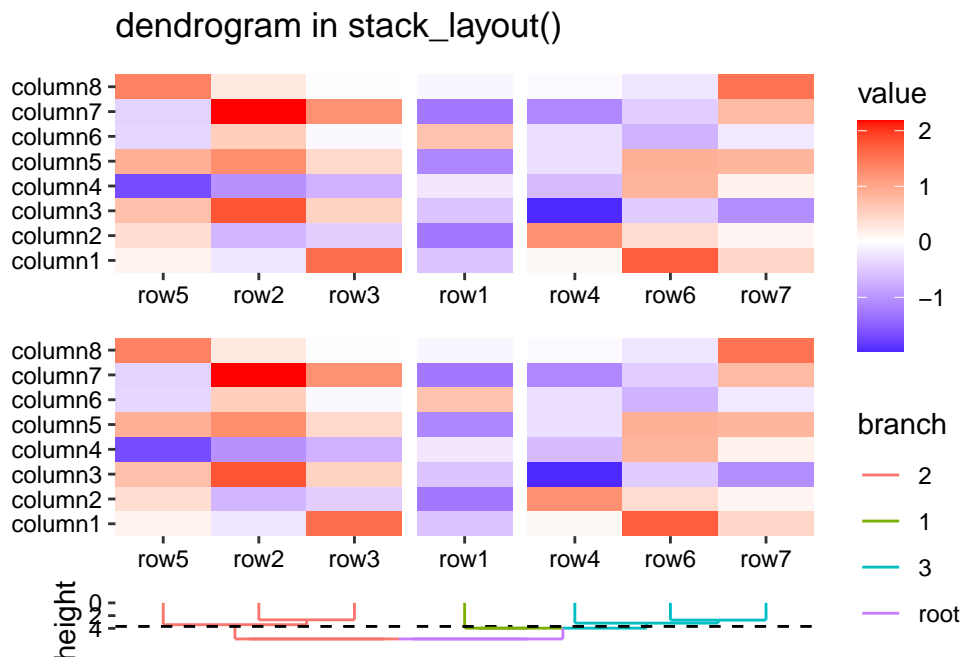 dendrogram in stack_layout()
column8
column7
column6
column5
column4
column3
column2
column1
row5 row2 row3 row1 row4 row6 row7
value
2
1
0
−1
column8
column7
column6
column5
column4
column3
column2
column1
row5 row2 row3 row1 row4 row6 row7
branch
2
1
3
root
height
0
2
4